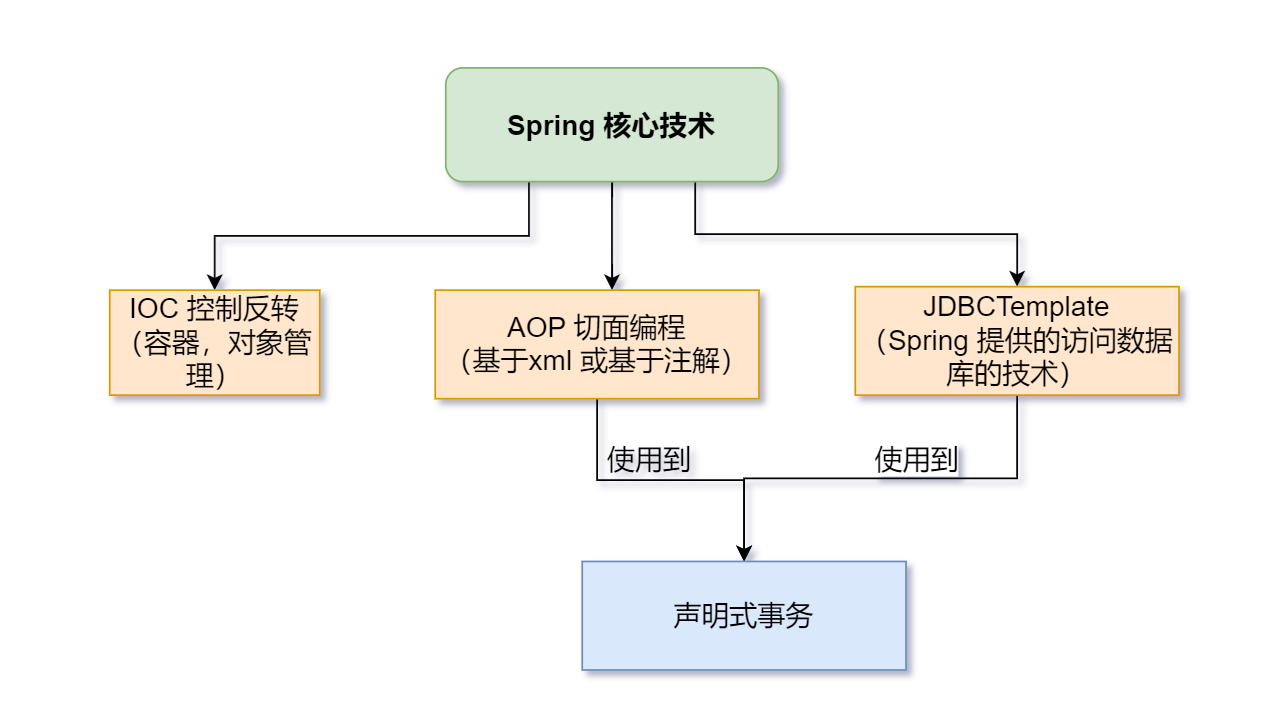 Spring 核心技术
IOC 控制反转
（容器，对象管
理）
AOP 切面编程
（基于xml 或基于注解）
JDBCTemplate
（Spring 提供的访问数据
库的技术）
使用到
使用到
声明式事务